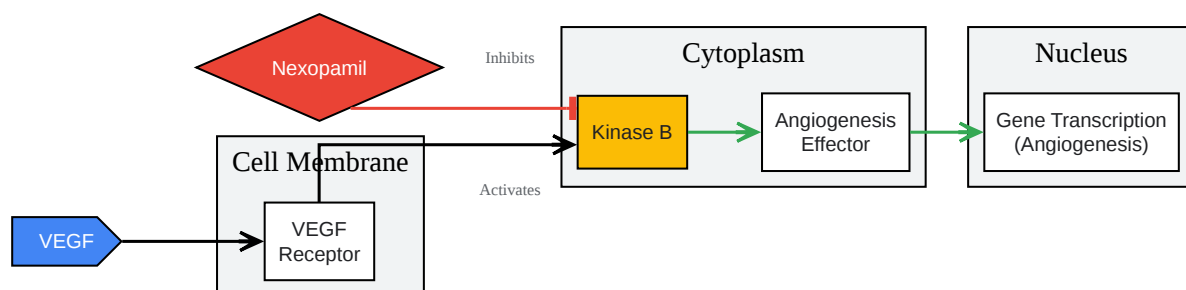 Nexopamil
Inhibits
Cytoplasm
Nucleus
Kinase B
Angiogenesis
Effector
Gene Transcription
(Angiogenesis)
Cell Membrane
Activates
VEGF
VEGF
Receptor